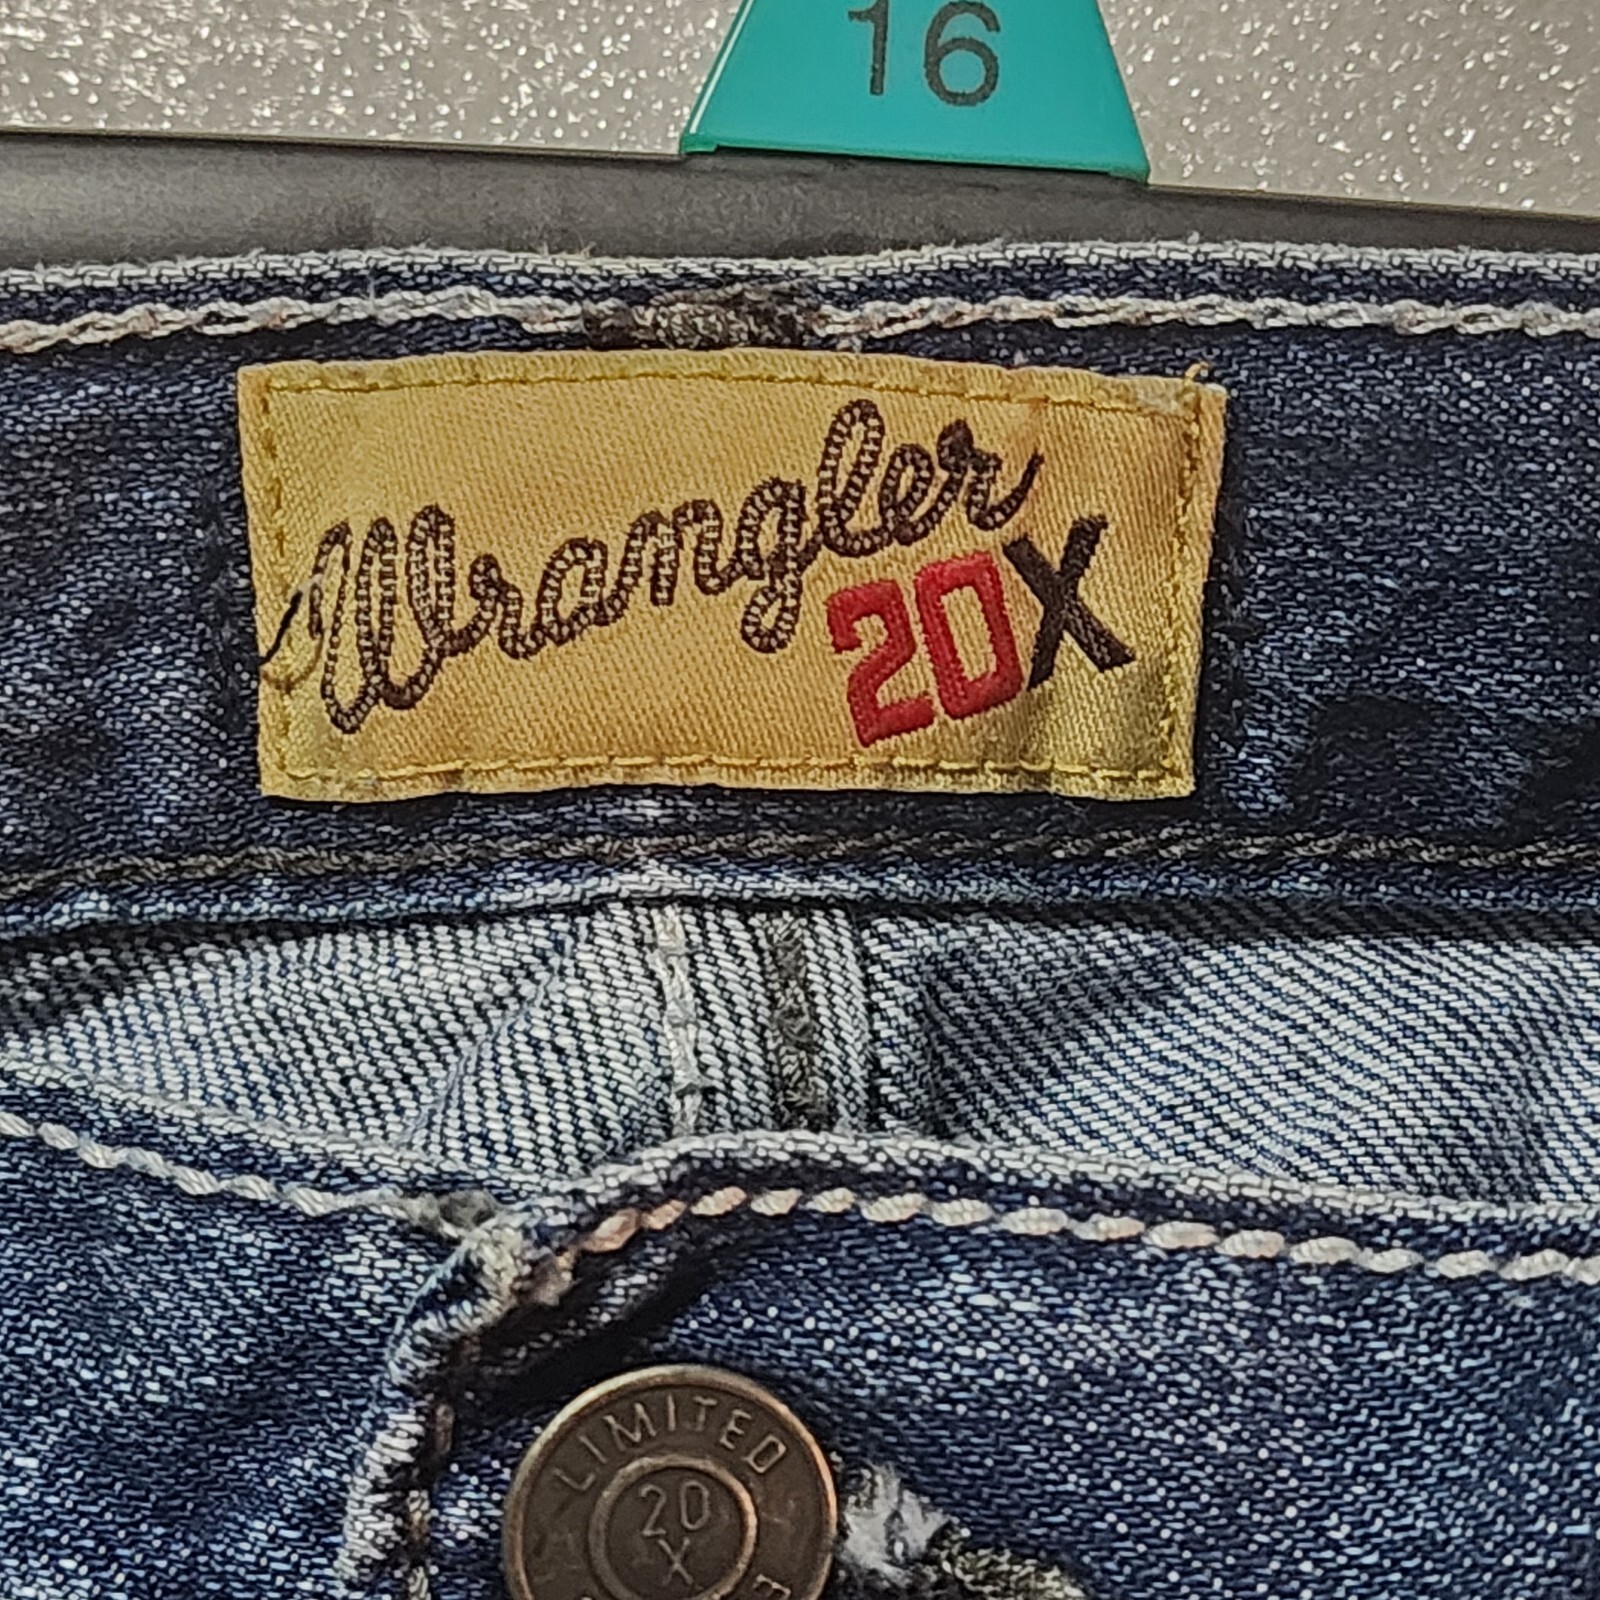 16
Wrangler
20X
LIMITED
20
X